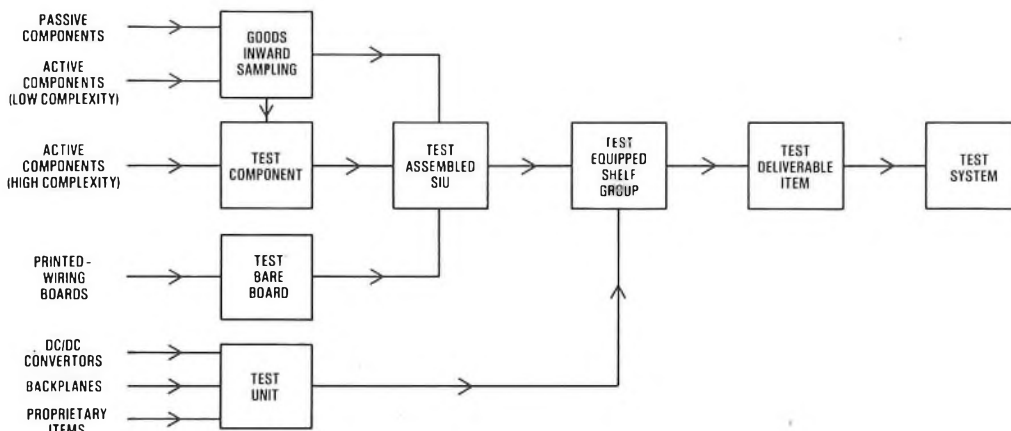 PASSIVE
COMPONENTS
ACTIVE
COMPONENTS
(LOW COMPLEXITY)
GOODS
INWARD
SAMPLING
ACTIVE
COMPONENTS
(HIGH COMPLEXITY)
TEST
COMPONENT
TEST
ASSEMBLED
SIU
TEST
EQUIPPED
SHELF
GROUP
TEST
DELIVERABLE
ITEM
TEST
SYSTEM
PRINTED-
WIRING
BOARDS
TEST
BARE
BOARD
DC/DC
CONVERTORS
BACKPLANES
PROPRIETARY
ITEMS
TEST
UNIT